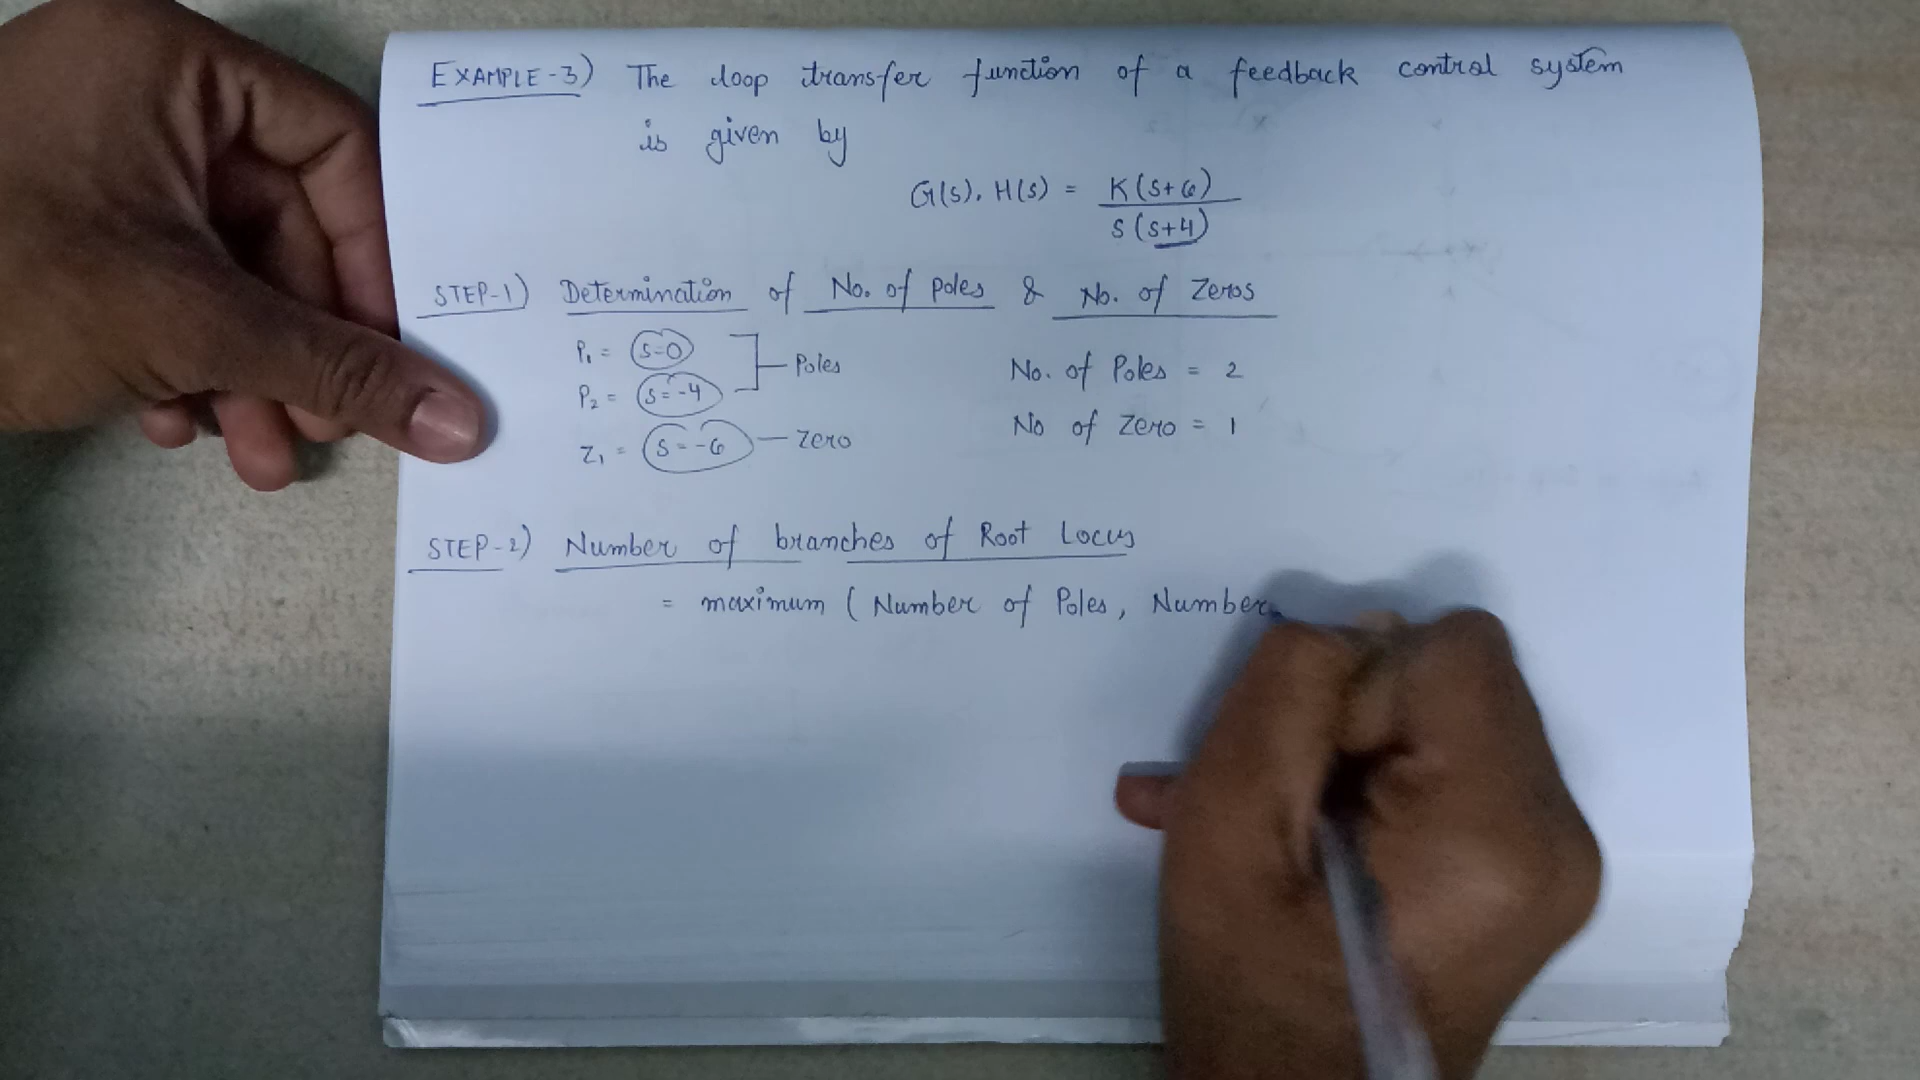 EXAMPLE-3) The loop transfer function of a feedback control system
is given by
G(s). H(s) = K(s+6)
s(s+4)
STEP-1) Determination of No. of poles & No. of Zeros
P₁ = s=0
P₂ = s=-4
Poles
Z₁ = s=-6 — Zero
No. of Poles = 2
No of Zero = 1
STEP-2) Number of branches of Root Locus
= maximum ( Number of Poles, Number